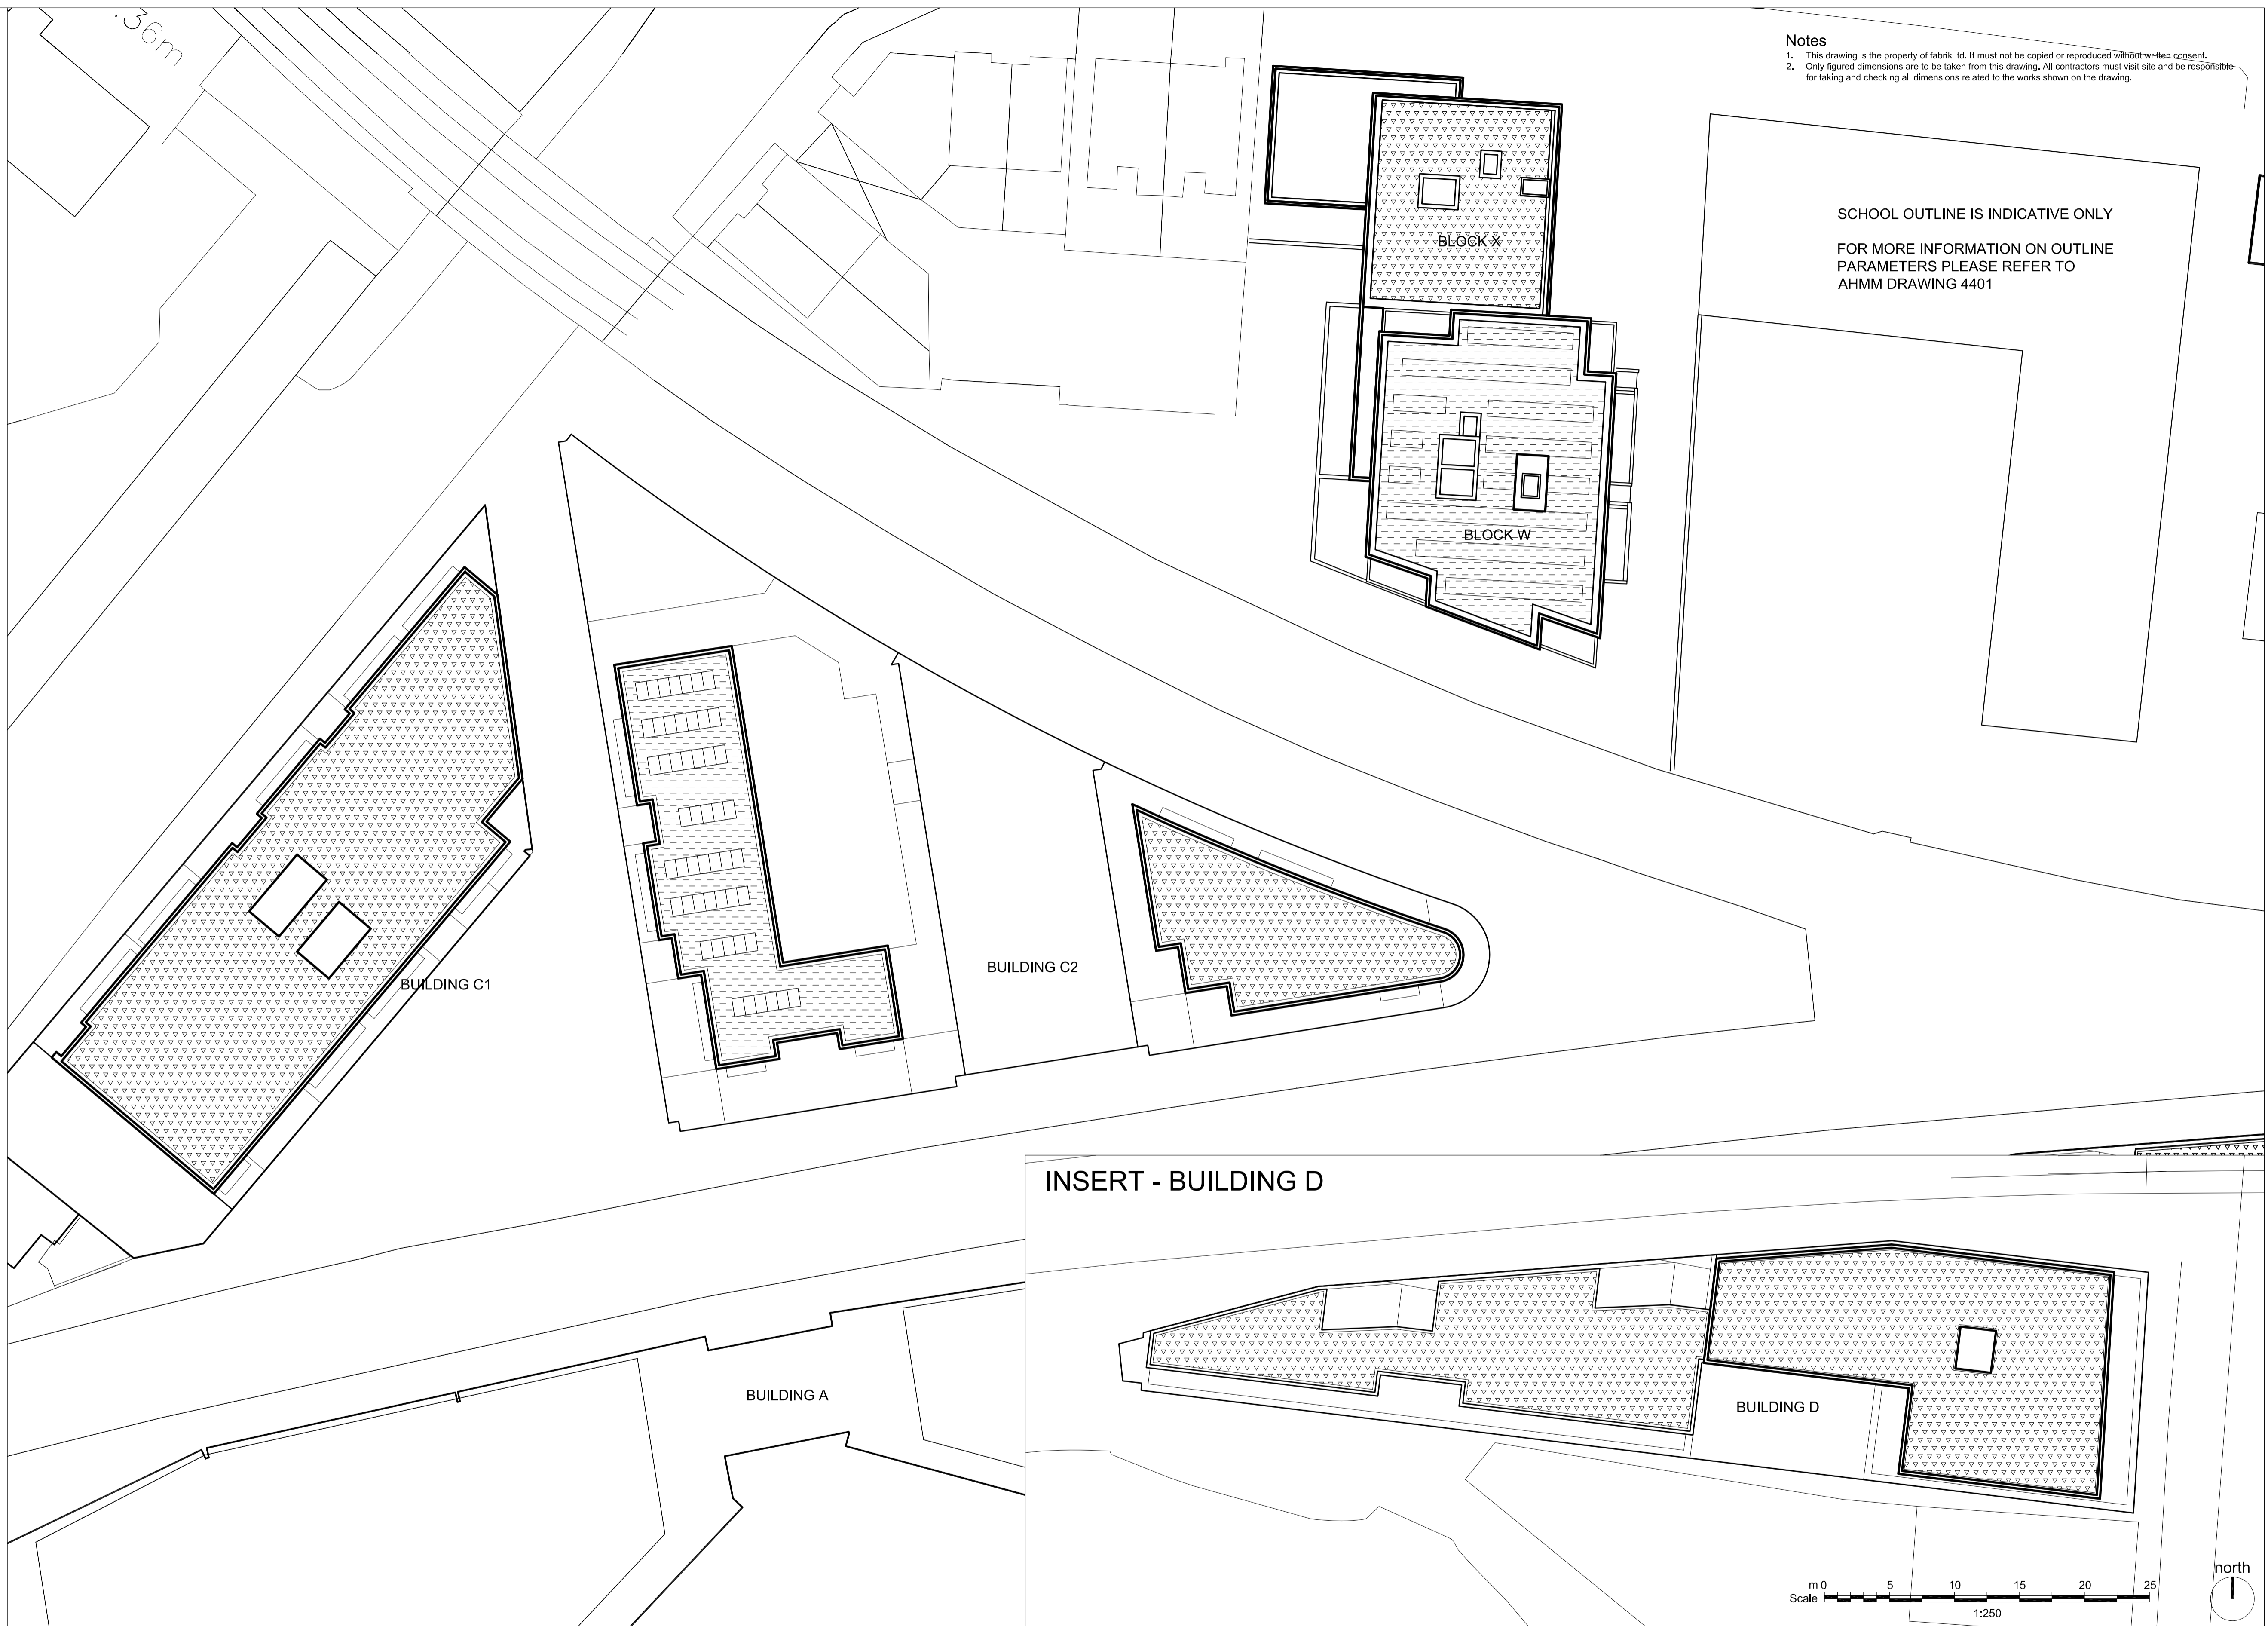 .36m
Notes
1. This drawing is the property of fabrik ltd. It must not be copied or reproduced without written consent.
2. Only figured dimensions are to be taken from this drawing. All contractors must visit site and be responsible
for taking and checking all dimensions related to the works shown on the drawing.
SCHOOL OUTLINE IS INDICATIVE ONLY
FOR MORE INFORMATION ON OUTLINE
PARAMETERS PLEASE REFER TO
AHMM DRAWING 4401
BLOCK X
BLOCK W
BUILDING C1
BUILDING C2
BUILDING A
INSERT - BUILDING D
BUILDING D
m 0 5 10 15 20 25
Scale
1:250
north